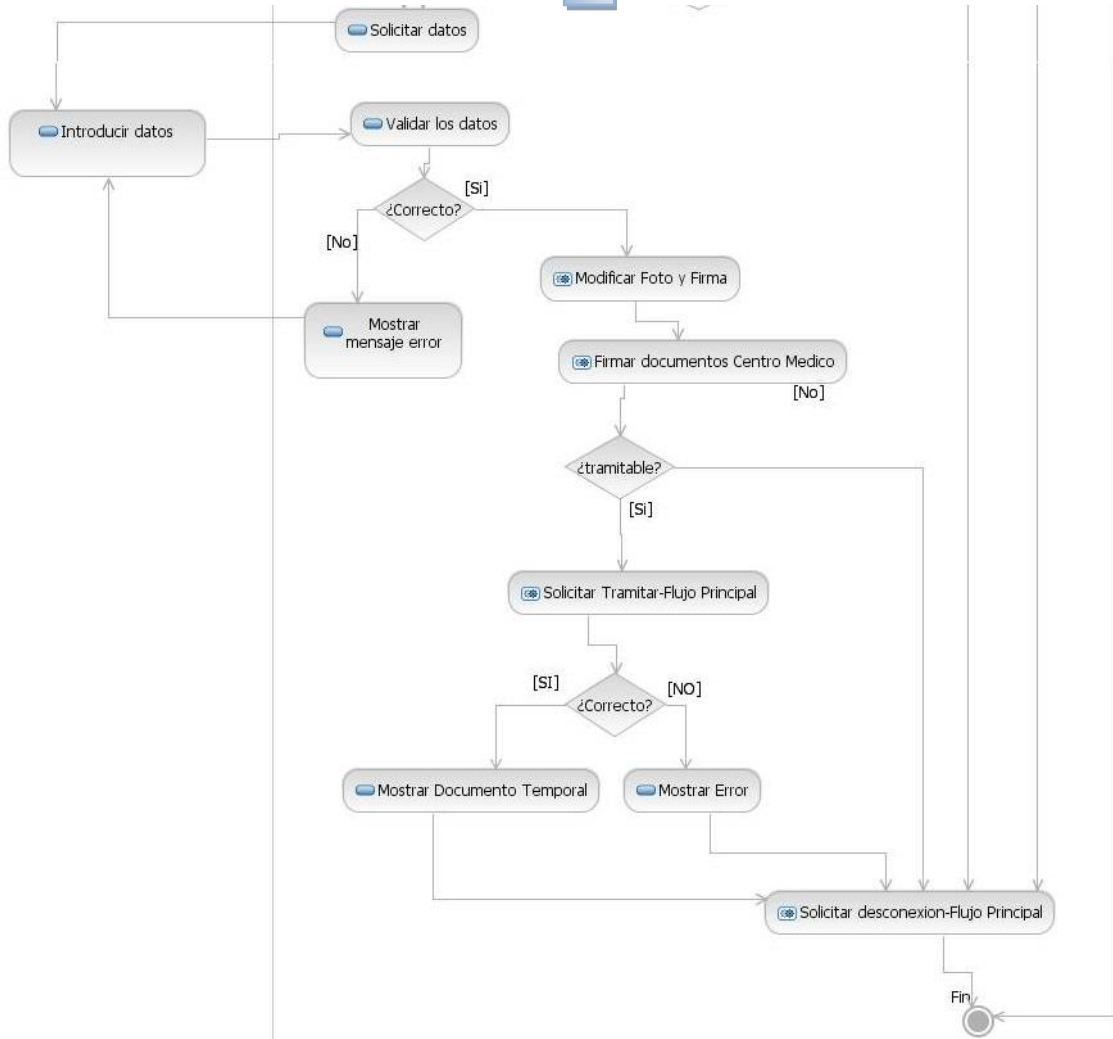 Solicitar datos
Introducir datos
Validar los datos
[Si]
¿Correcto?
[No]
Modificar Foto y Firma
Mostrar
mensaje error
Firmar documentos Centro Medico
[No]
¿tramitable?
[Si]
Solicitar Tramitar-Flujo Principal
[SI]
[NO]
¿Correcto?
Mostrar Documento Temporal
Mostrar Error
Solicitar desconexion-Flujo Principal
Fin